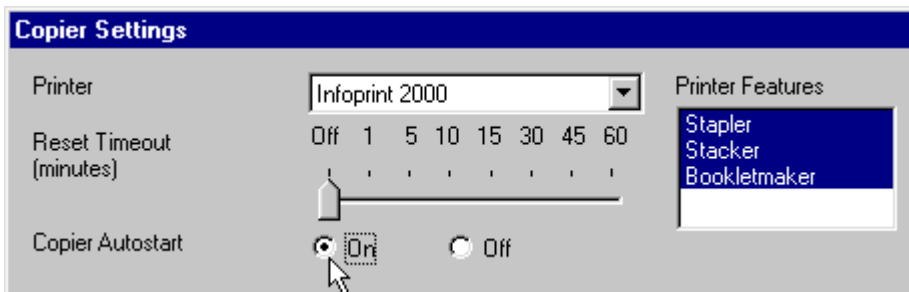 Copier Settings
Printer
Infoprint 2000
Printer Features
Stapler
Stacker
Bookletmaker
Reset Timeout
(minutes)
Off 1 5 10 15 30 45 60
Copier Autostart
On Off